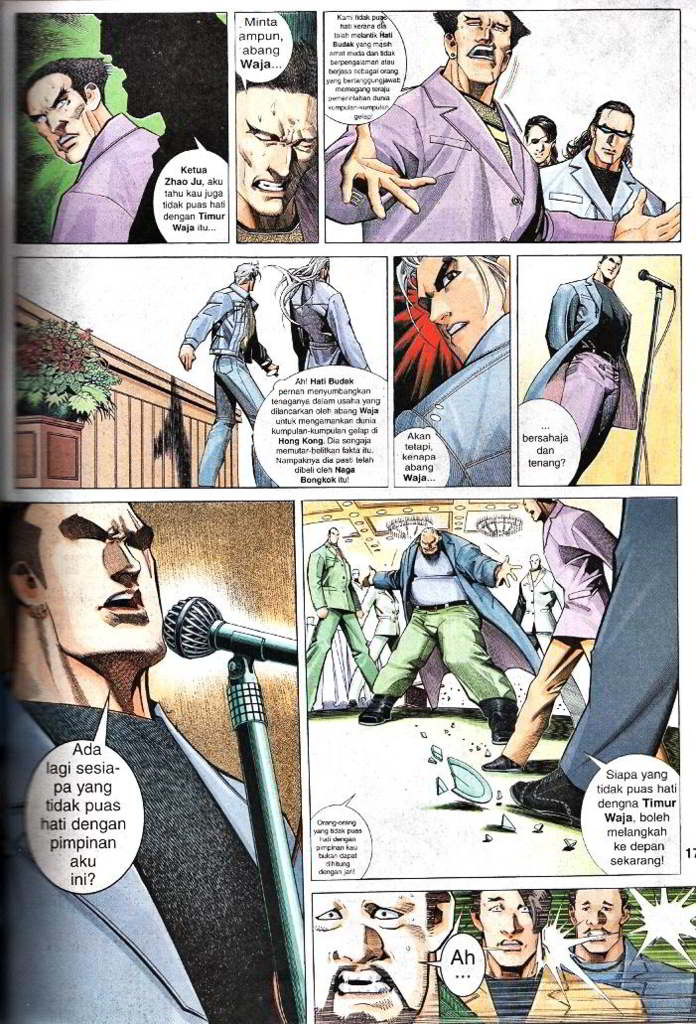 Ketua
Zhao Ju, aku
tahu kau juga
tidak puas hati
dengan Timur
Waja itu...
Minta
ampun,
abang
Waja...
Kami tidak puas
hati kerana dia
telah melantik Hati
Budak yang masih
amat muda dan tidak
berpengalaman atau
berjasa sebagai orang
yang bertanggungjawab
memegang teraju
pemerintahan dunia
kumpulan-kumpulan
gelap!
Ah! Hati Budak
pernah menyumbangkan
tenaganya dalam usaha yang
dilancarkan oleh abang Waja
untuk mengamankan dunia
kumpulan-kumpulan gelap di
Hong Kong. Dia sengaja
memutar-belitkan fakta itu.
Nampaknya dia pasti telah
dibeli oleh Naga
Bongkok itu!
Akan
tetapi,
kenapa
abang
Waja...
...
bersahaja
dan
tenang?
Ada
lagi sesia-
pa yang
tidak puas
hati dengan
pimpinan
aku
ini?
Orang-orang
yang tidak puas
hati dengan
pimpinan kau
bukan dapat
dihitung
dengan jari!
Siapa yang
tidak puas hati
dengna Timur
Waja, boleh
melangkah
ke depan
sekarang!
17
Ah
...